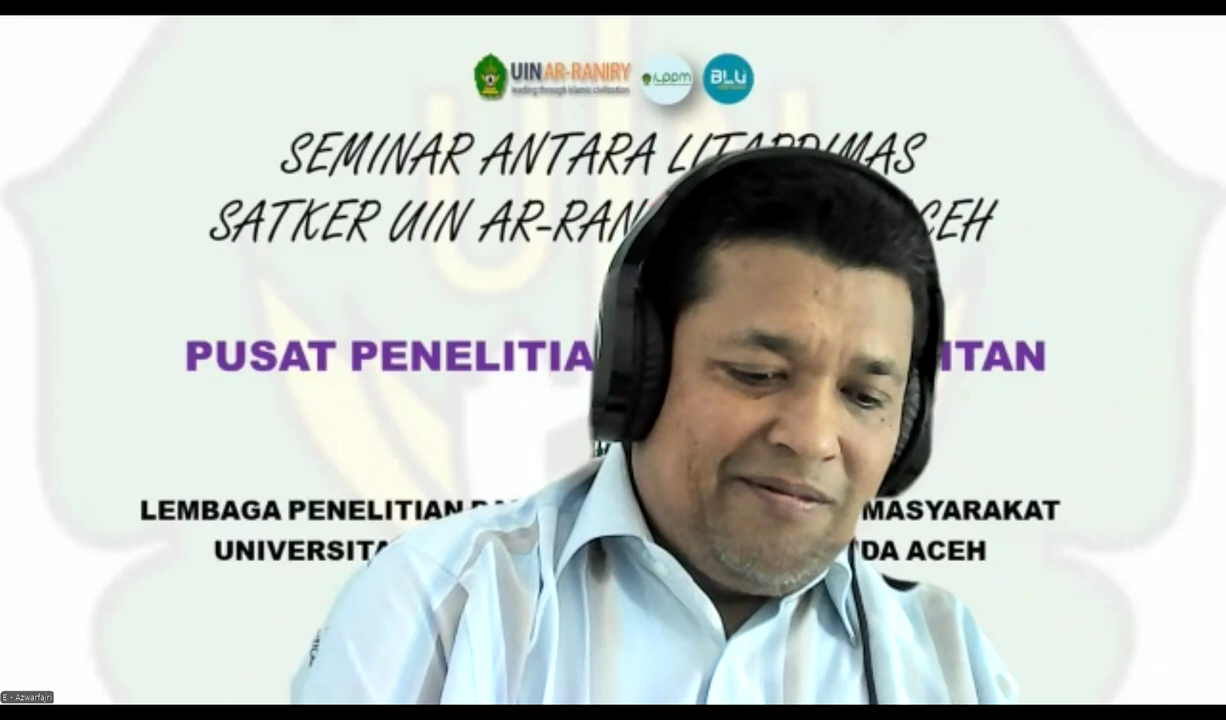 UIN AR-RANIRY
leading through islamic civilization
LPPM
BLU
SEMINAR ANTARA LITAPDIMAS
SATKER UIN AR-RAN CEH
PUSAT PENELITIA ITAN
LEMBAGA PENELITIAN MASYARAKAT
UNIVERSITA DA ACEH
E - Azwarfajri